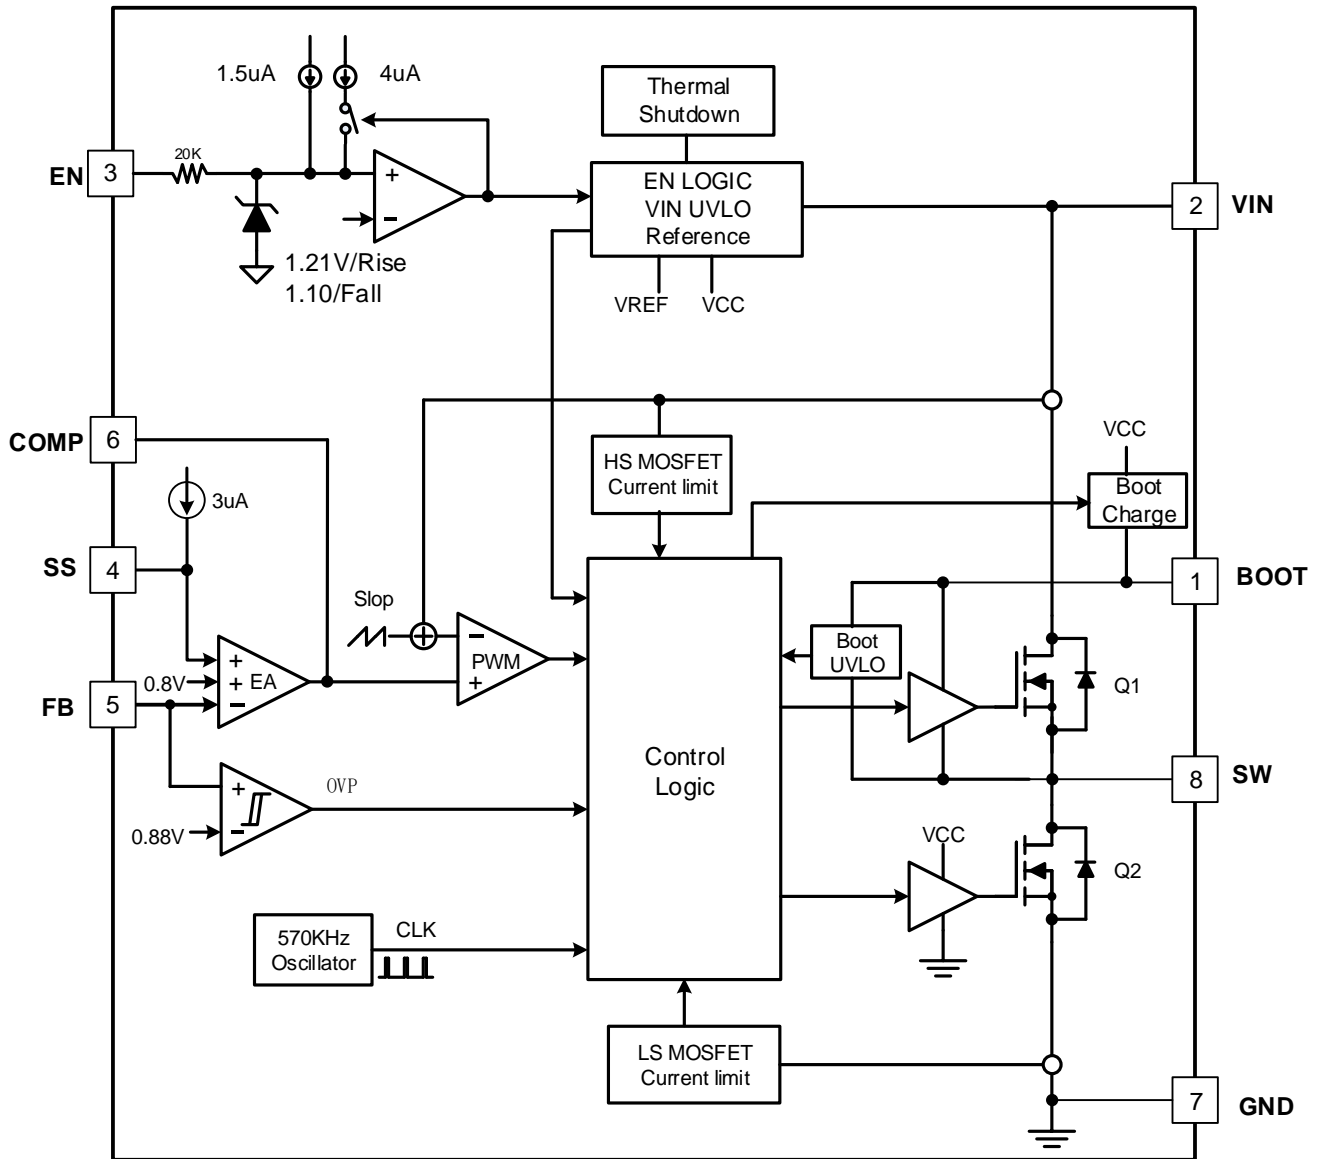 1.5uA
4uA
Thermal
Shutdown
20K
EN
3
+
−
EN LOGIC
VIN UVLO
Reference
2
VIN
1.21V/Rise
1.10/Fall
VREF
VCC
COMP
6
VCC
HS MOSFET
Current limit
Boot
Charge
3uA
SS
4
1
BOOT
Slop
+
−
PWM
+
Boot
UVLO
+
0.8V
+
EA
−
FB
5
Q1
Control
Logic
8
SW
OVP
+
0.88V
−
VCC
Q2
570KHz
Oscillator
CLK
LS MOSFET
Current limit
7
GND